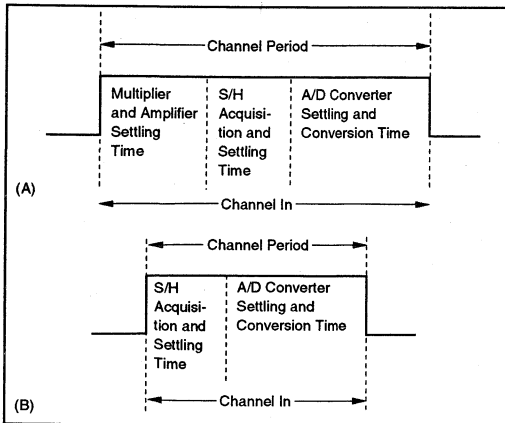 Channel Period
Multiplier
and Amplifier
Settling
Time
S/H
Acquisi-
tion and
Settling
Time
A/D Converter
Settling and
Conversion Time
(A)
Channel In
Channel Period
S/H
Acquisi-
tion and
Settling
Time
A/D Converter
Settling and
Conversion Time
(B)
Channel In